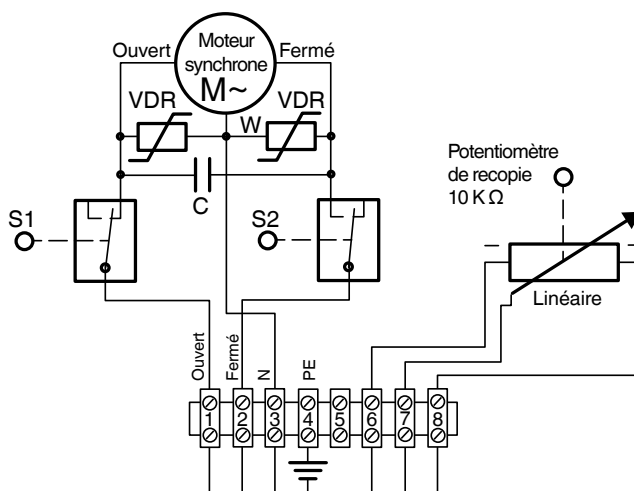 Ouvert
Moteur
synchrone
M~
Fermé
VDR
W
VDR
C
S1
S2
Potentiomètre
de recopie
10 K Ω
Linéaire
Ouvert
Fermé
N
PE
1 2 3 4 5 6 7 8